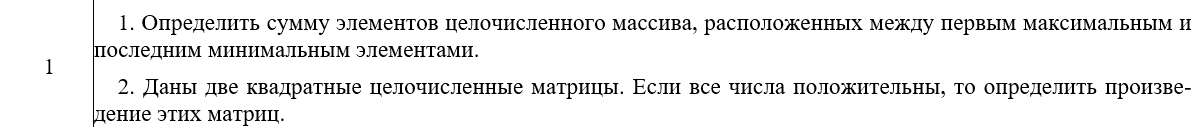 1. Определить сумму элементов целочисленного массива, расположенных между первым максимальным и
последним минимальным элементами.
1
2. Даны две квадратные целочисленные матрицы. Если все числа положительны, то определить произве-
дение этих матриц.